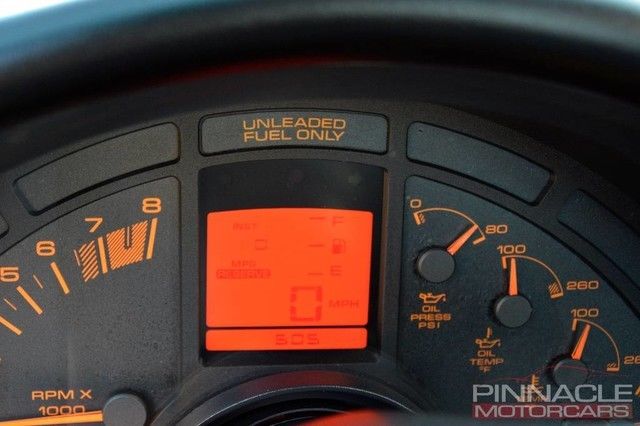 UNLEADED
FUEL ONLY
INST
F
MPG
RESERVE
E
0 MPH
505
5
6
7
8
RPM X
1000
0
80
OIL
PRESS
PSI
100
260
OIL
TEMP
°F
100
260
PINNACLE
MOTORCARS